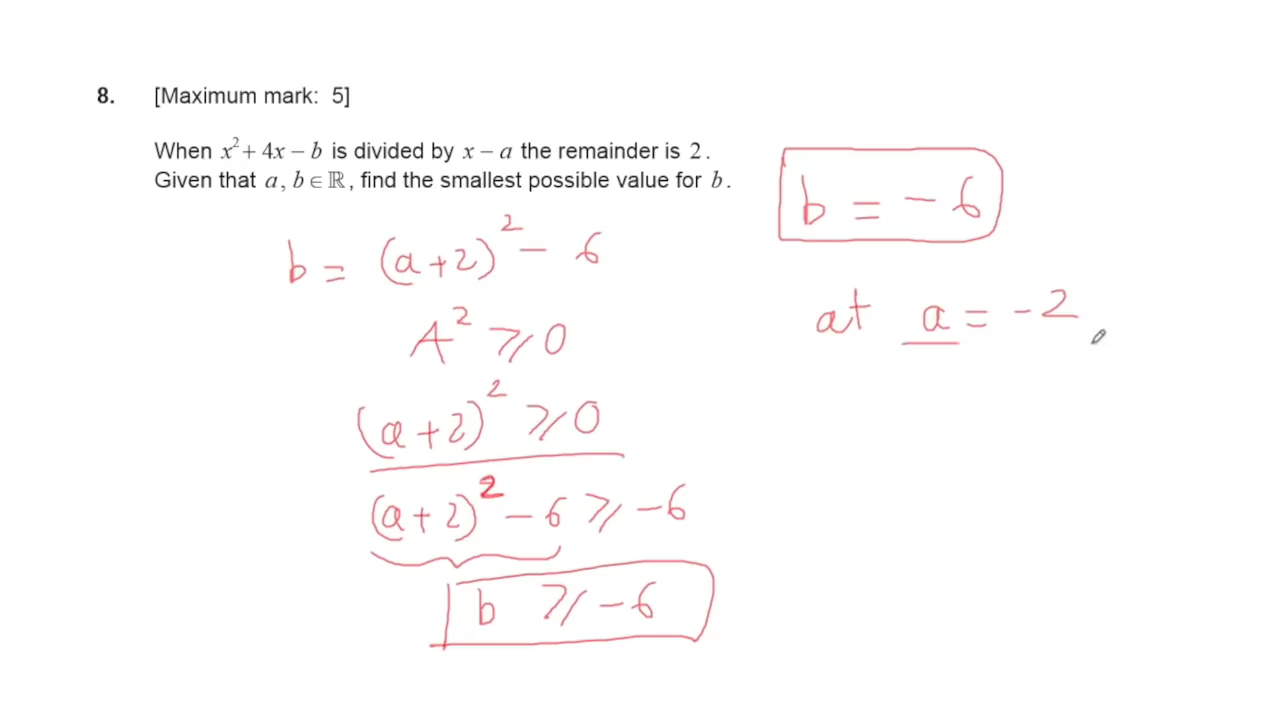 8. [Maximum mark: 5]
When x² + 4x − b is divided by x − a the remainder is 2.
Given that a, b ∈ ℝ, find the smallest possible value for b.
b = (a+2)² − 6
A² ⩾ 0
(a+2)² ⩾ 0
(a+2)² − 6 ⩾ −6
b ⩾ −6
b = −6
at a = −2